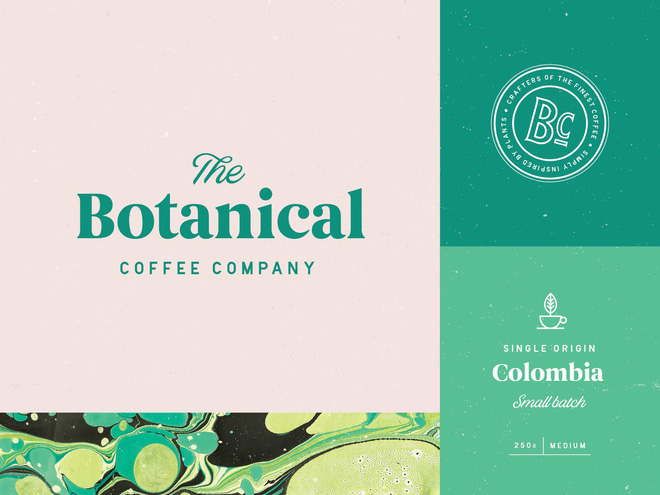 The
Botanical
COFFEE COMPANY
CRAFTERS OF THE FINEST COFFEE • SIMPLY INSPIRED BY PLANTS •
Bc
SINGLE ORIGIN
Colombia
Small batch
250G | MEDIUM